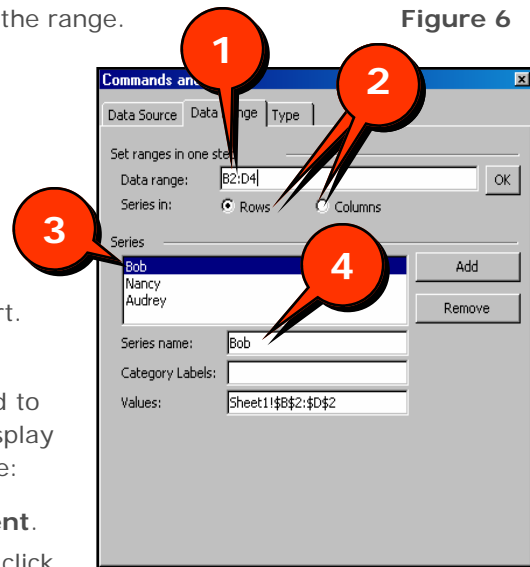 the range.
Figure 6
1
2
Commands and
Data Source Data Range Type
Set ranges in one step
Data range: B2:D4 OK
Series in: Rows Columns
3
Series
4
Bob Add
Nancy
Audrey Remove
rt.
Series name: Bob
Category Labels:
d to
Values: Sheet1!$B$2:$D$2
splay
e:
ent.
click